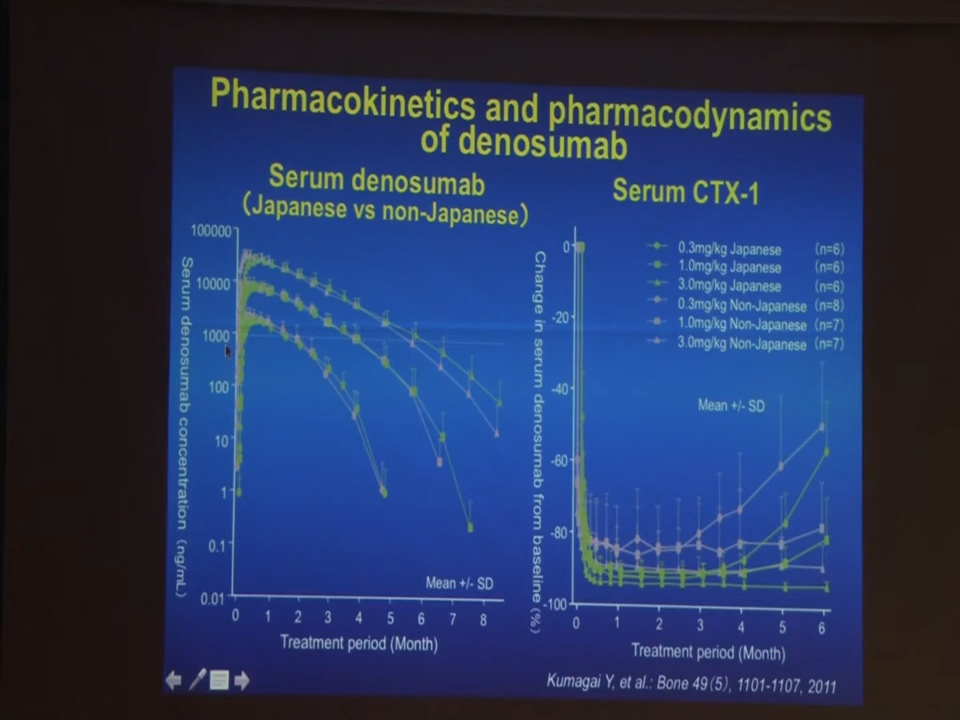 Pharmacokinetics and pharmacodynamics
of denosumab
Serum denosumab
(Japanese vs non-Japanese)
Serum denosumab concentration (ng/mL)
100000
10000
1000
100
10
1
0.1
0.01
0 1 2 3 4 5 6 7 8
Mean +/- SD
Treatment period (Month)
Serum CTX-1
Change in serum denosumab from baseline (%)
0
-20
-40
-60
-80
-100
0 1 2 3 4 5 6
0.3mg/kg Japanese (n=6)
1.0mg/kg Japanese (n=6)
3.0mg/kg Japanese (n=6)
0.3mg/kg Non-Japanese (n=8)
1.0mg/kg Non-Japanese (n=7)
3.0mg/kg Non-Japanese (n=7)
Mean +/- SD
Treatment period (Month)
Kumagai Y, et al.: Bone 49(5), 1101-1107, 2011